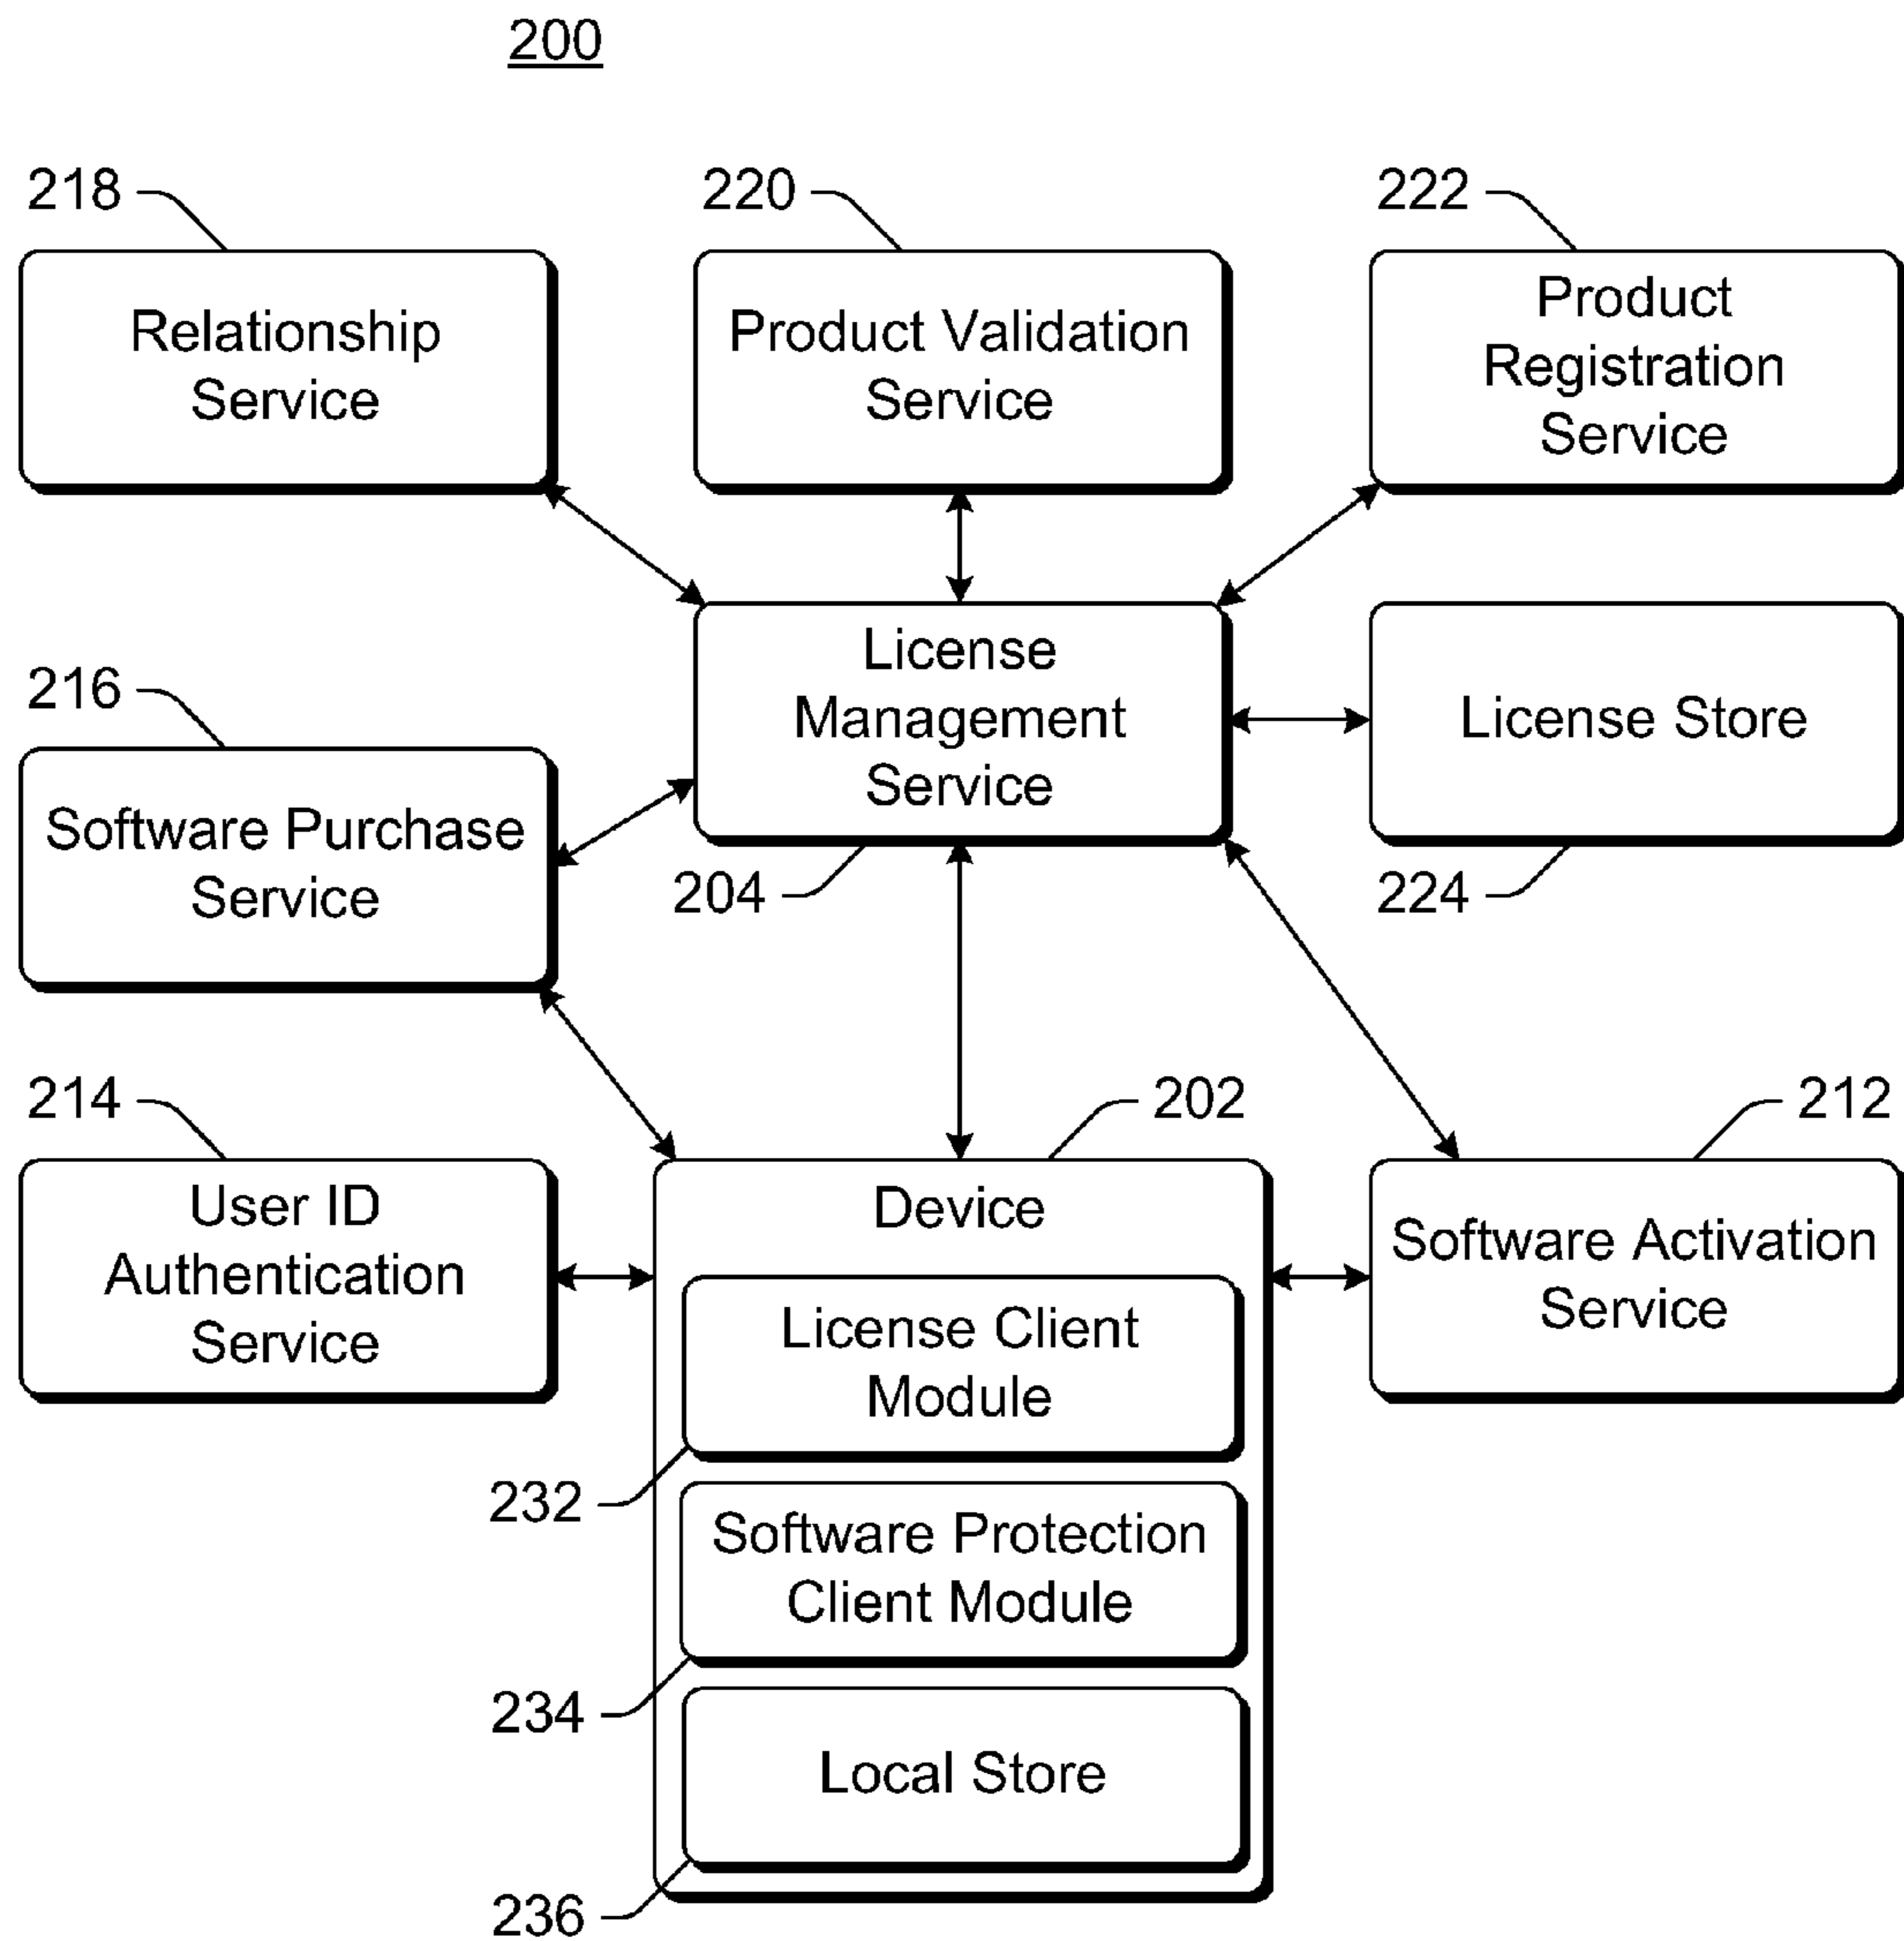 200
218
220
222
Relationship
Service
Product Validation
Service
Product
Registration
Service
216
License
Management
Service
License Store
Software Purchase
Service
204
224
214
202
212
User ID
Authentication
Service
Device
Software Activation
Service
License Client
Module
232
Software Protection
Client Module
234
Local Store
236